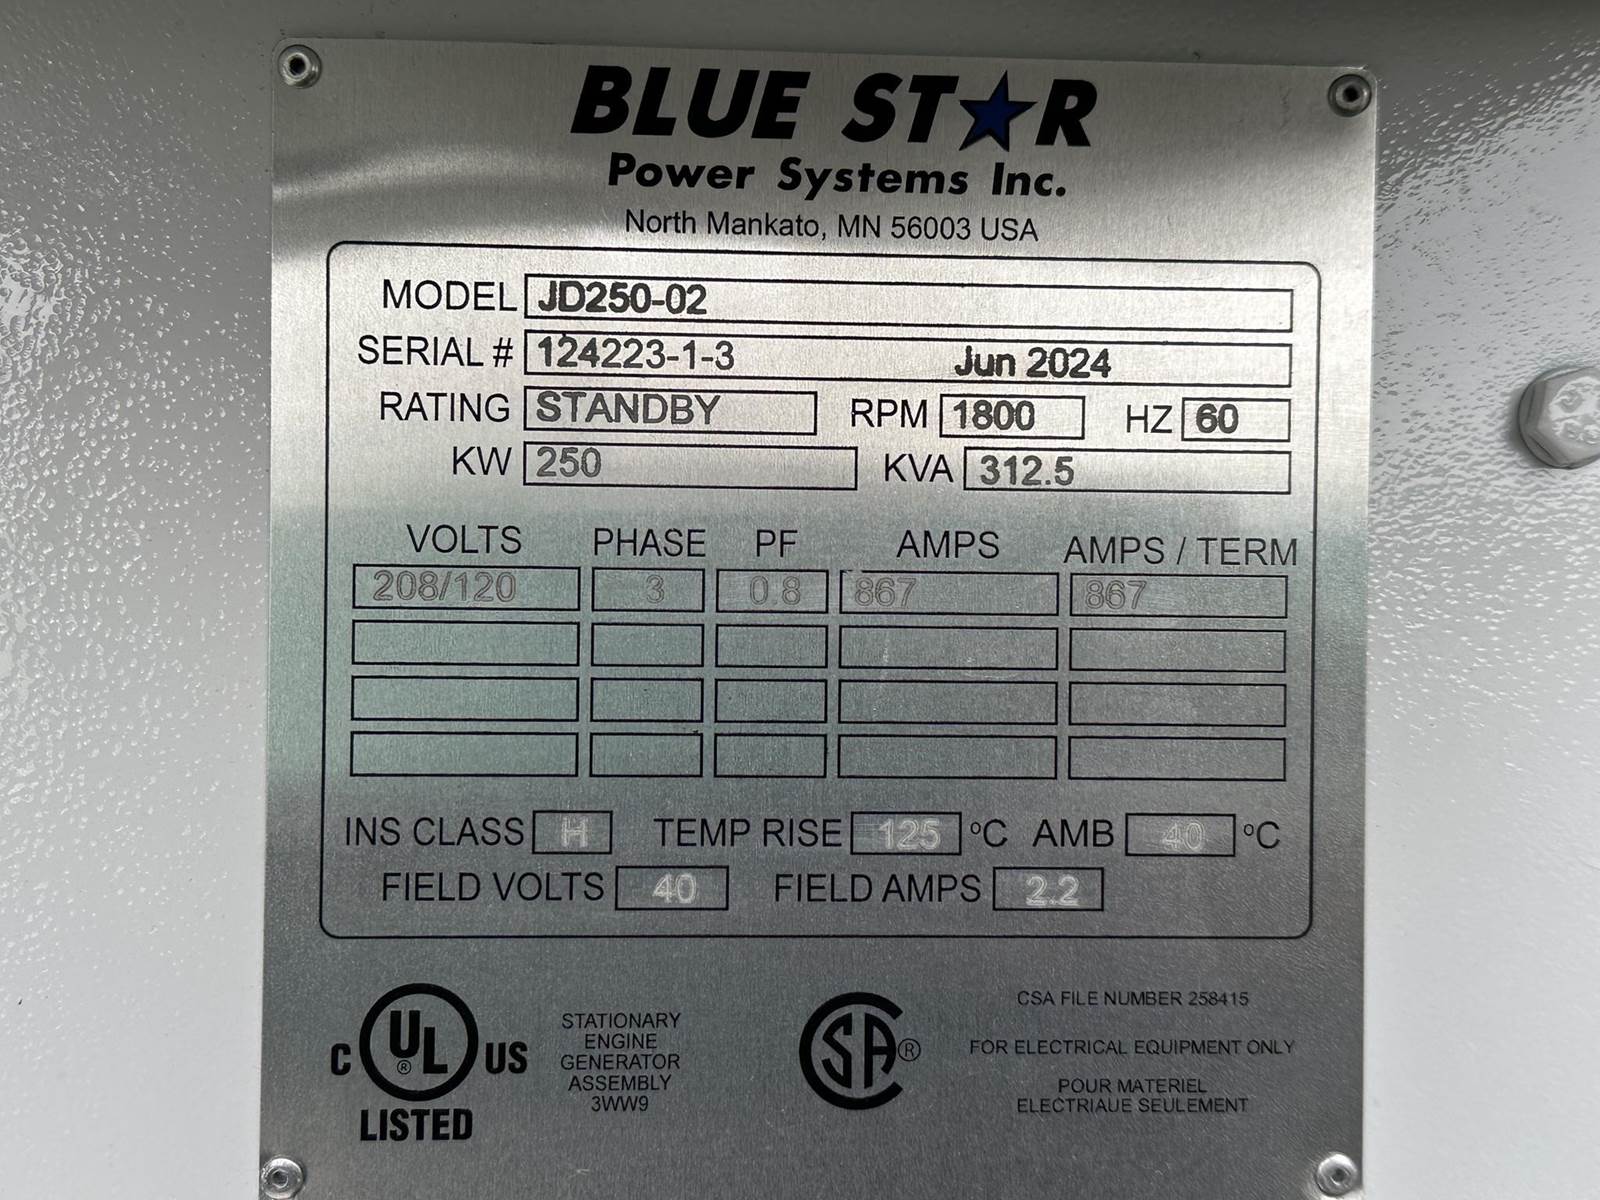 BLUE STAR
Power Systems Inc.
North Mankato, MN 56003 USA
MODEL JD250-02
SERIAL # 124223-1-3 Jun 2024
RATING STANDBY RPM 1800 HZ 60
KW 250 KVA 312.5
VOLTS PHASE PF AMPS AMPS / TERM
208/120 3 0.8 867 867
INS CLASS H TEMP RISE 125 °C AMB 40 °C
FIELD VOLTS 40 FIELD AMPS 2.2
C UL ® US
LISTED
STATIONARY
ENGINE
GENERATOR
ASSEMBLY
3WW9
CSA ®
CSA FILE NUMBER 258415
FOR ELECTRICAL EQUIPMENT ONLY
POUR MATERIEL
ELECTRIAUE SEULEMENT